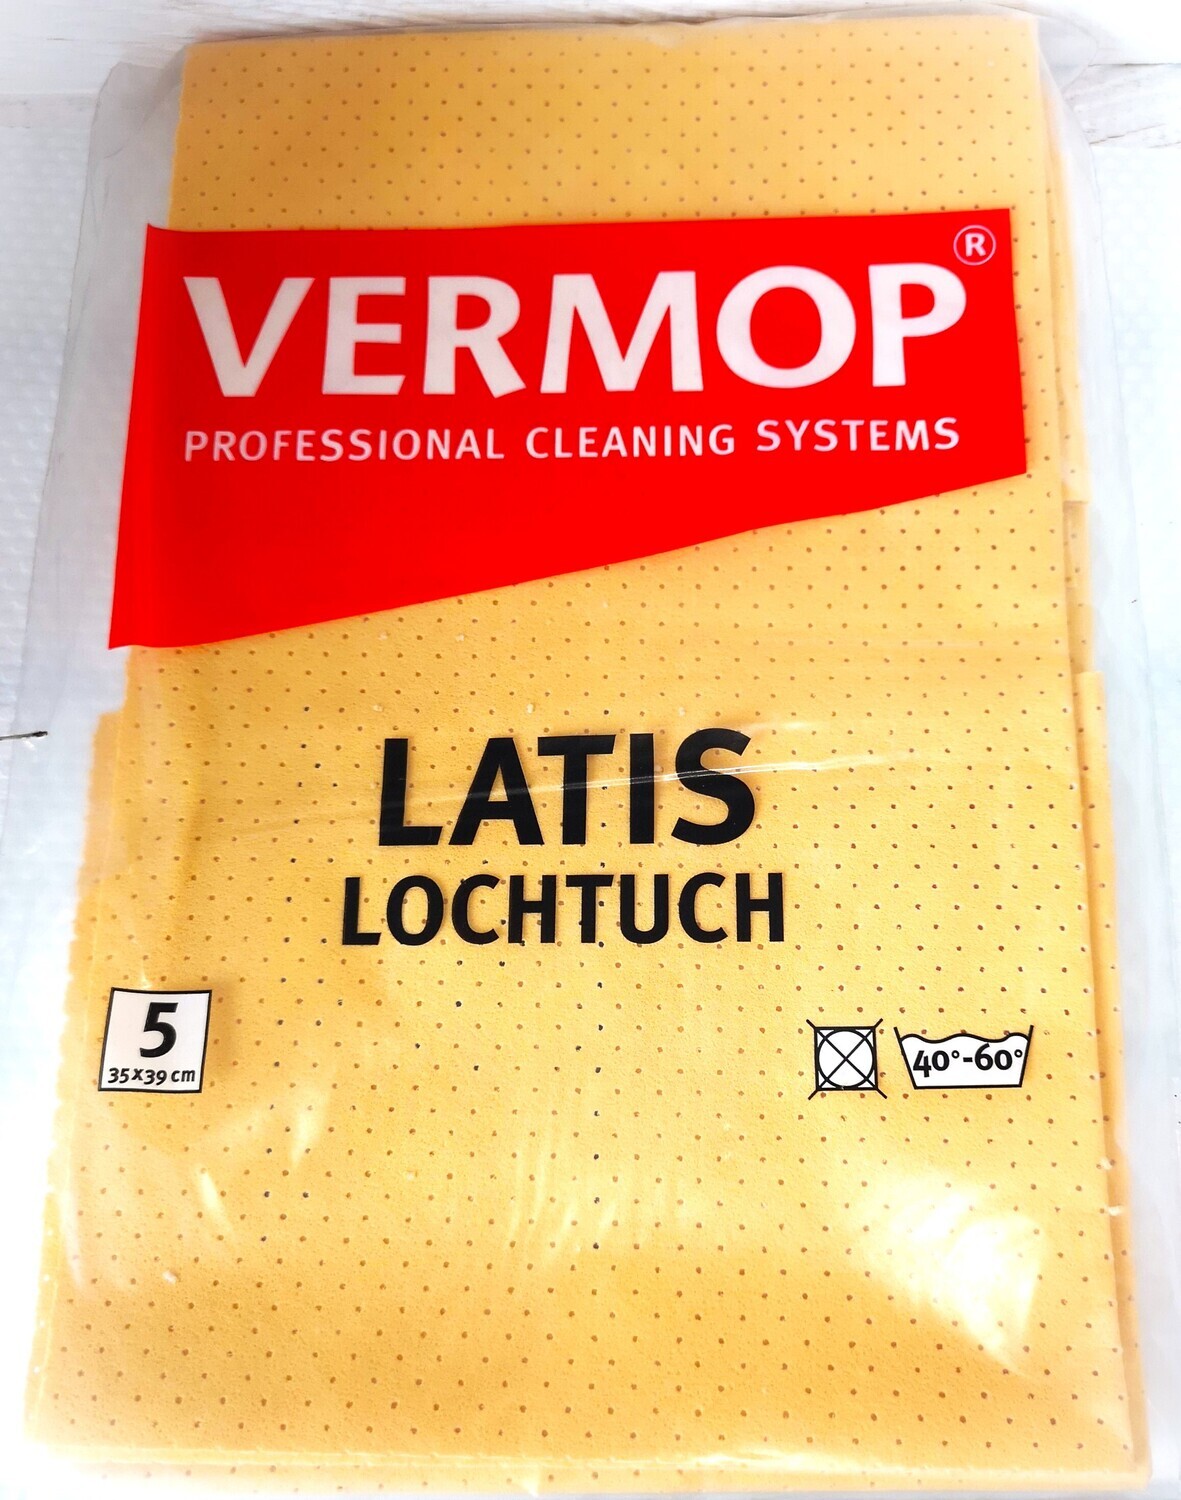 VERMOP®
PROFESSIONAL CLEANING SYSTEMS
LATIS
LOCHTUCH
5
35x39 cm
40°-60°